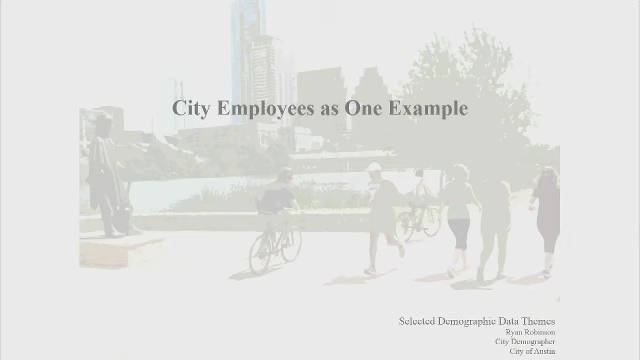 City Employees as One Example
Selected Demographic Data Themes
Ryan Robinson
City Demographer
City of Austin